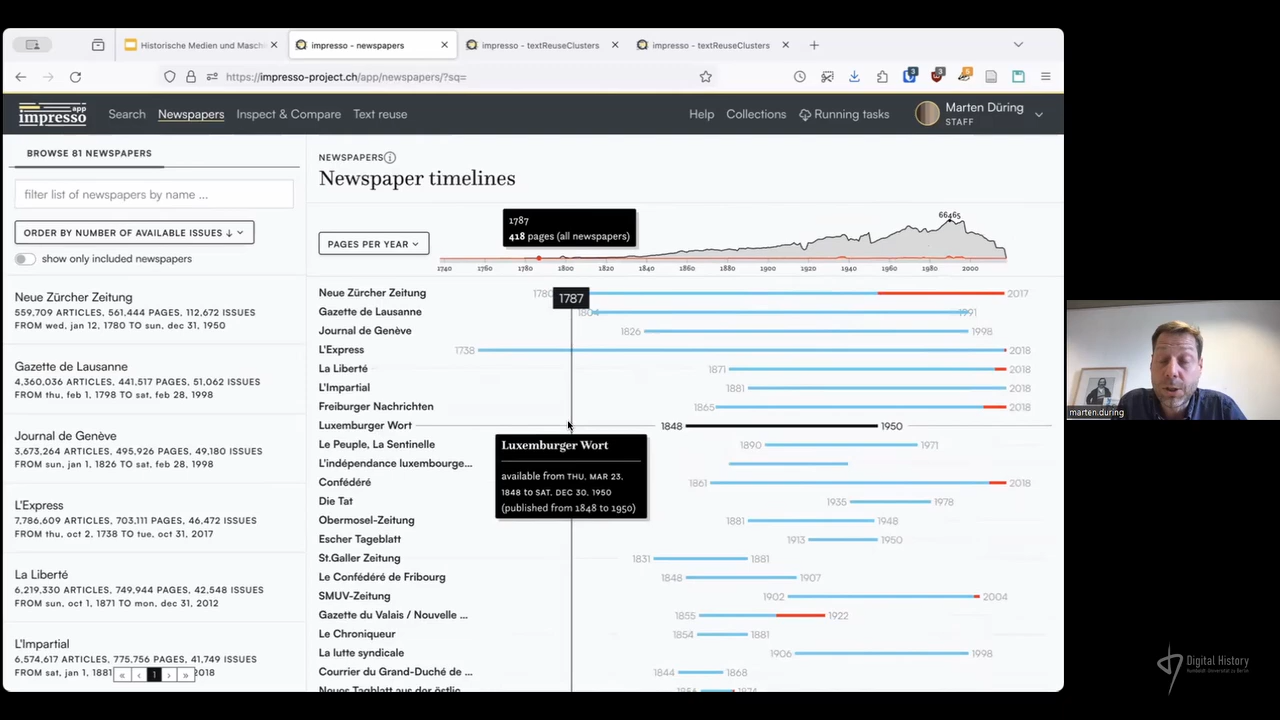 Historische Medien und Masch
impresso - newspapers
impresso - textReuseClusters
impresso - textReuseClusters
https://impresso-project.ch/app/newspapers/?sq=
impresso app
Search
Newspapers
Inspect & Compare
Text reuse
Help
Collections
Running tasks
Marten Düring
STAFF
BROWSE 81 NEWSPAPERS
filter list of newspapers by name ...
ORDER BY NUMBER OF AVAILABLE ISSUES ↓
show only included newspapers
Neue Zürcher Zeitung
559,709 ARTICLES, 561,444 PAGES, 112,672 ISSUES
FROM wed, jan 12, 1780 TO sun, dec 31, 1950
Gazette de Lausanne
4,360,036 ARTICLES, 441,517 PAGES, 51,062 ISSUES
FROM thu, feb 1, 1798 TO sat, feb 28, 1998
Journal de Genève
3,673,264 ARTICLES, 495,926 PAGES, 49,180 ISSUES
FROM sun, jan 1, 1826 TO sat, feb 28, 1998
L'Express
7,786,609 ARTICLES, 703,111 PAGES, 46,472 ISSUES
FROM thu, oct 2, 1738 TO tue, oct 31, 2017
La Liberté
6,219,330 ARTICLES, 749,944 PAGES, 42,548 ISSUES
FROM sun, oct 1, 1871 TO mon, dec 31, 2012
L'Impartial
6,574,617 ARTICLES, 775,756 PAGES, 41,749 ISSUES
FROM sat, jan 1, 1881 2018
« ‹ 1 › »
NEWSPAPERS
Newspaper timelines
PAGES PER YEAR
1787
418 pages (all newspapers)
66465
1740 1760 1780 1800 1820 1840 1860 1880 1900 1920 1940 1960 1980 2000
1787
Neue Zürcher Zeitung 1780 2017
Gazette de Lausanne 1804 1991
Journal de Genève 1826 1998
L'Express 1738 2018
La Liberté 1871 2018
L'Impartial 1881 2018
Freiburger Nachrichten 1865 2018
Luxemburger Wort 1848 1950
Le Peuple, La Sentinelle 1890 1971
L'indépendance luxembourge...
Confédéré 1861 2018
Die Tat 1935 1978
Obermosel-Zeitung 1881 1948
Escher Tageblatt 1913 1950
St.Galler Zeitung 1831 1881
Le Confédéré de Fribourg 1848 1907
SMUV-Zeitung 1902 2004
Gazette du Valais / Nouvelle ... 1855 1922
Le Chroniqueur 1854 1881
La lutte syndicale 1906 1998
Courrier du Grand-Duché de ... 1844 1868
Luxemburger Wort
available from THU, MAR 23,
1848 to SAT, DEC 30, 1950
(published from 1848 to 1950)
marten.düring
Digital History
Humboldt-Universität zu Berlin